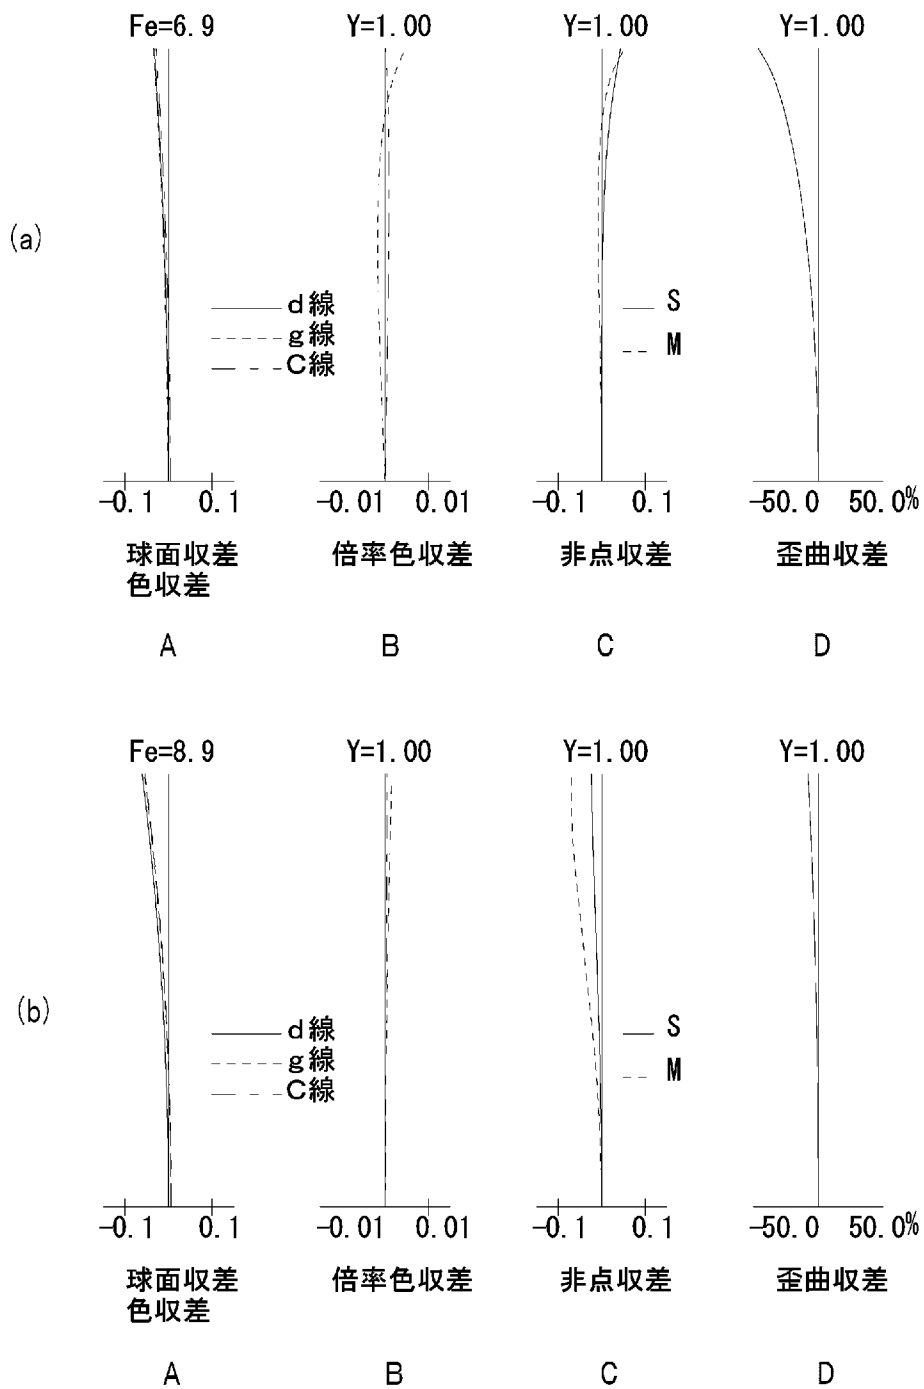 Fe=6.9 Y=1.00 Y=1.00 Y=1.00
(a)
d線
g線
C線
S
M
-0.1 0.1 -0.01 0.01 -0.1 0.1 -50.0 50.0%
球面収差 倍率色収差 非点収差 歪曲収差
色収差
A B C D
Fe=8.9 Y=1.00 Y=1.00 Y=1.00
(b)
d線
g線
C線
S
M
-0.1 0.1 -0.01 0.01 -0.1 0.1 -50.0 50.0%
球面収差 倍率色収差 非点収差 歪曲収差
色収差
A B C D